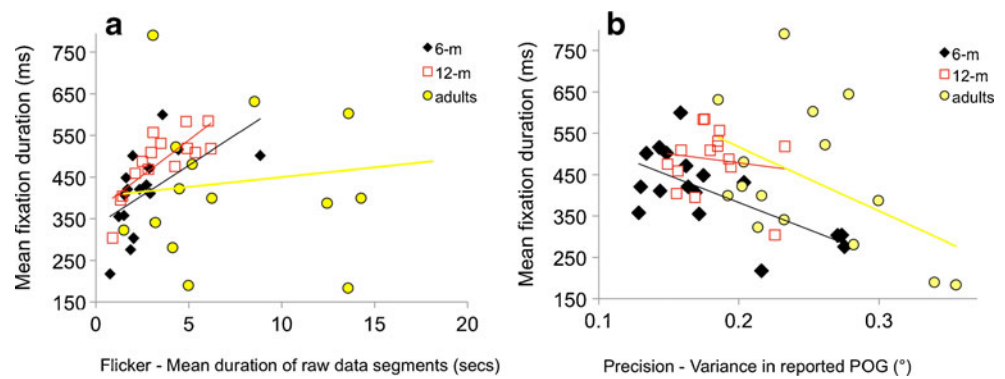 a
Mean fixation duration (ms)
750
650
550
450
350
250
150
0
5
10
15
20
6-m
12-m
adults
Flicker - Mean duration of raw data segments (secs)
b
Mean fixation duration (ms)
750
650
550
450
350
250
150
0.1
0.2
0.3
6-m
12-m
adults
Precision - Variance in reported POG (°)